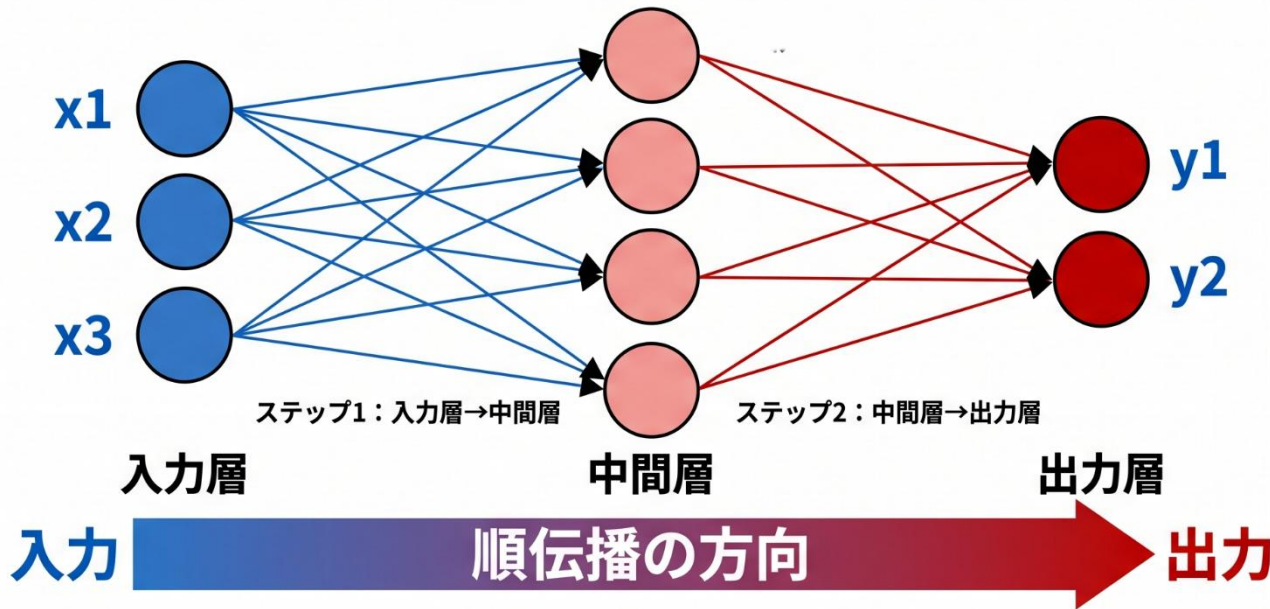 x1
x2
x3
y1
y2
ステップ1：入力層→中間層
ステップ2：中間層→出力層
入力層
中間層
出力層
入力
順伝播の方向
出力